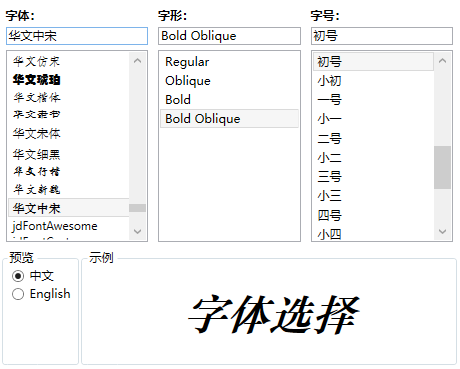 字体： 字形： 字号：
华文中宋 Bold Oblique 初号
华文仿宋 Regular 初号
华文琥珀 Oblique 小初
华文楷体 Bold 一号
华文隶书 Bold Oblique 小一
华文宋体 二号
华文细黑 小二
华文行楷 三号
华文新魏 小三
华文中宋 四号
jdFontAwesome 小四
预览 示例
中文
English
字体选择